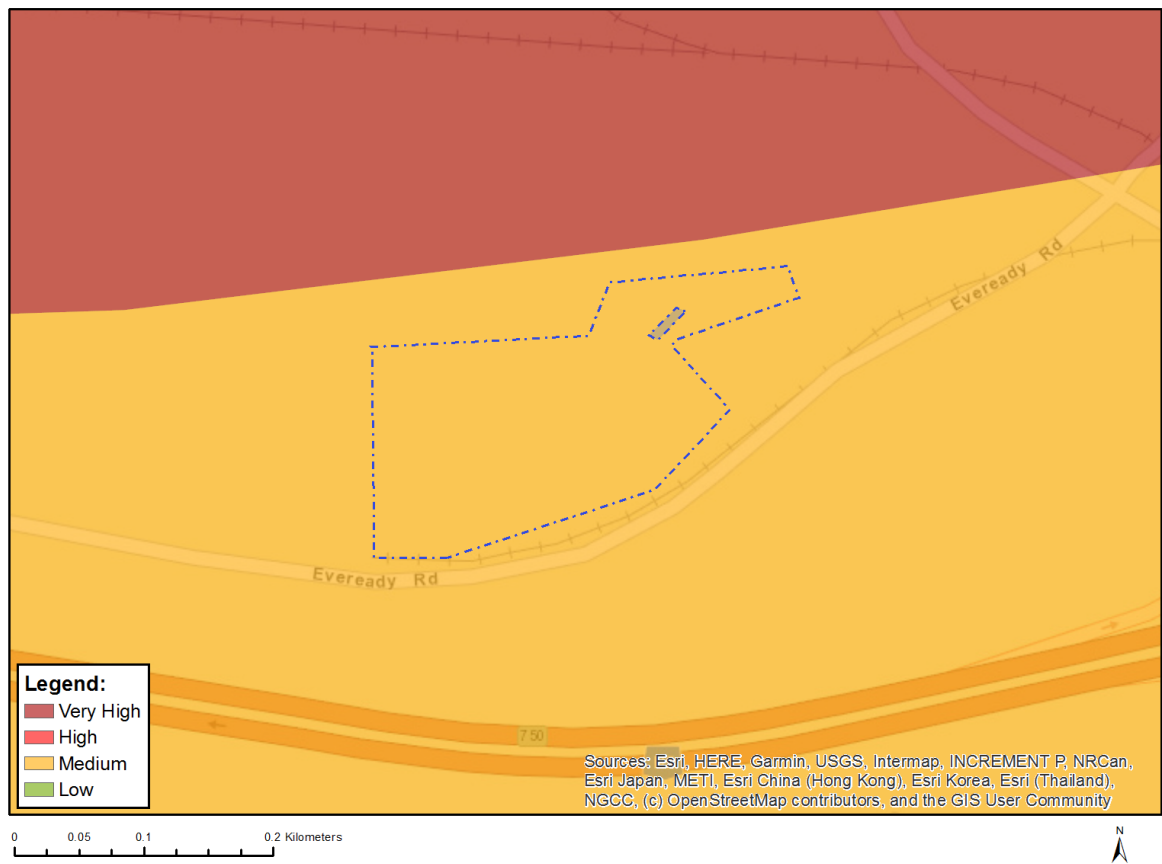 Eveready Rd
Eveready Rd
Legend:
Very High
High
Medium
Low
7.50
Sources: Esri, HERE, Garmin, USGS, Intermap, INCREMENT P, NRCan,
Esri Japan, METI, Esri China (Hong Kong), Esri Korea, Esri (Thailand),
NGCC, (c) OpenStreetMap contributors, and the GIS User Community
0 0.05 0.1 0.2 Kilometers
N